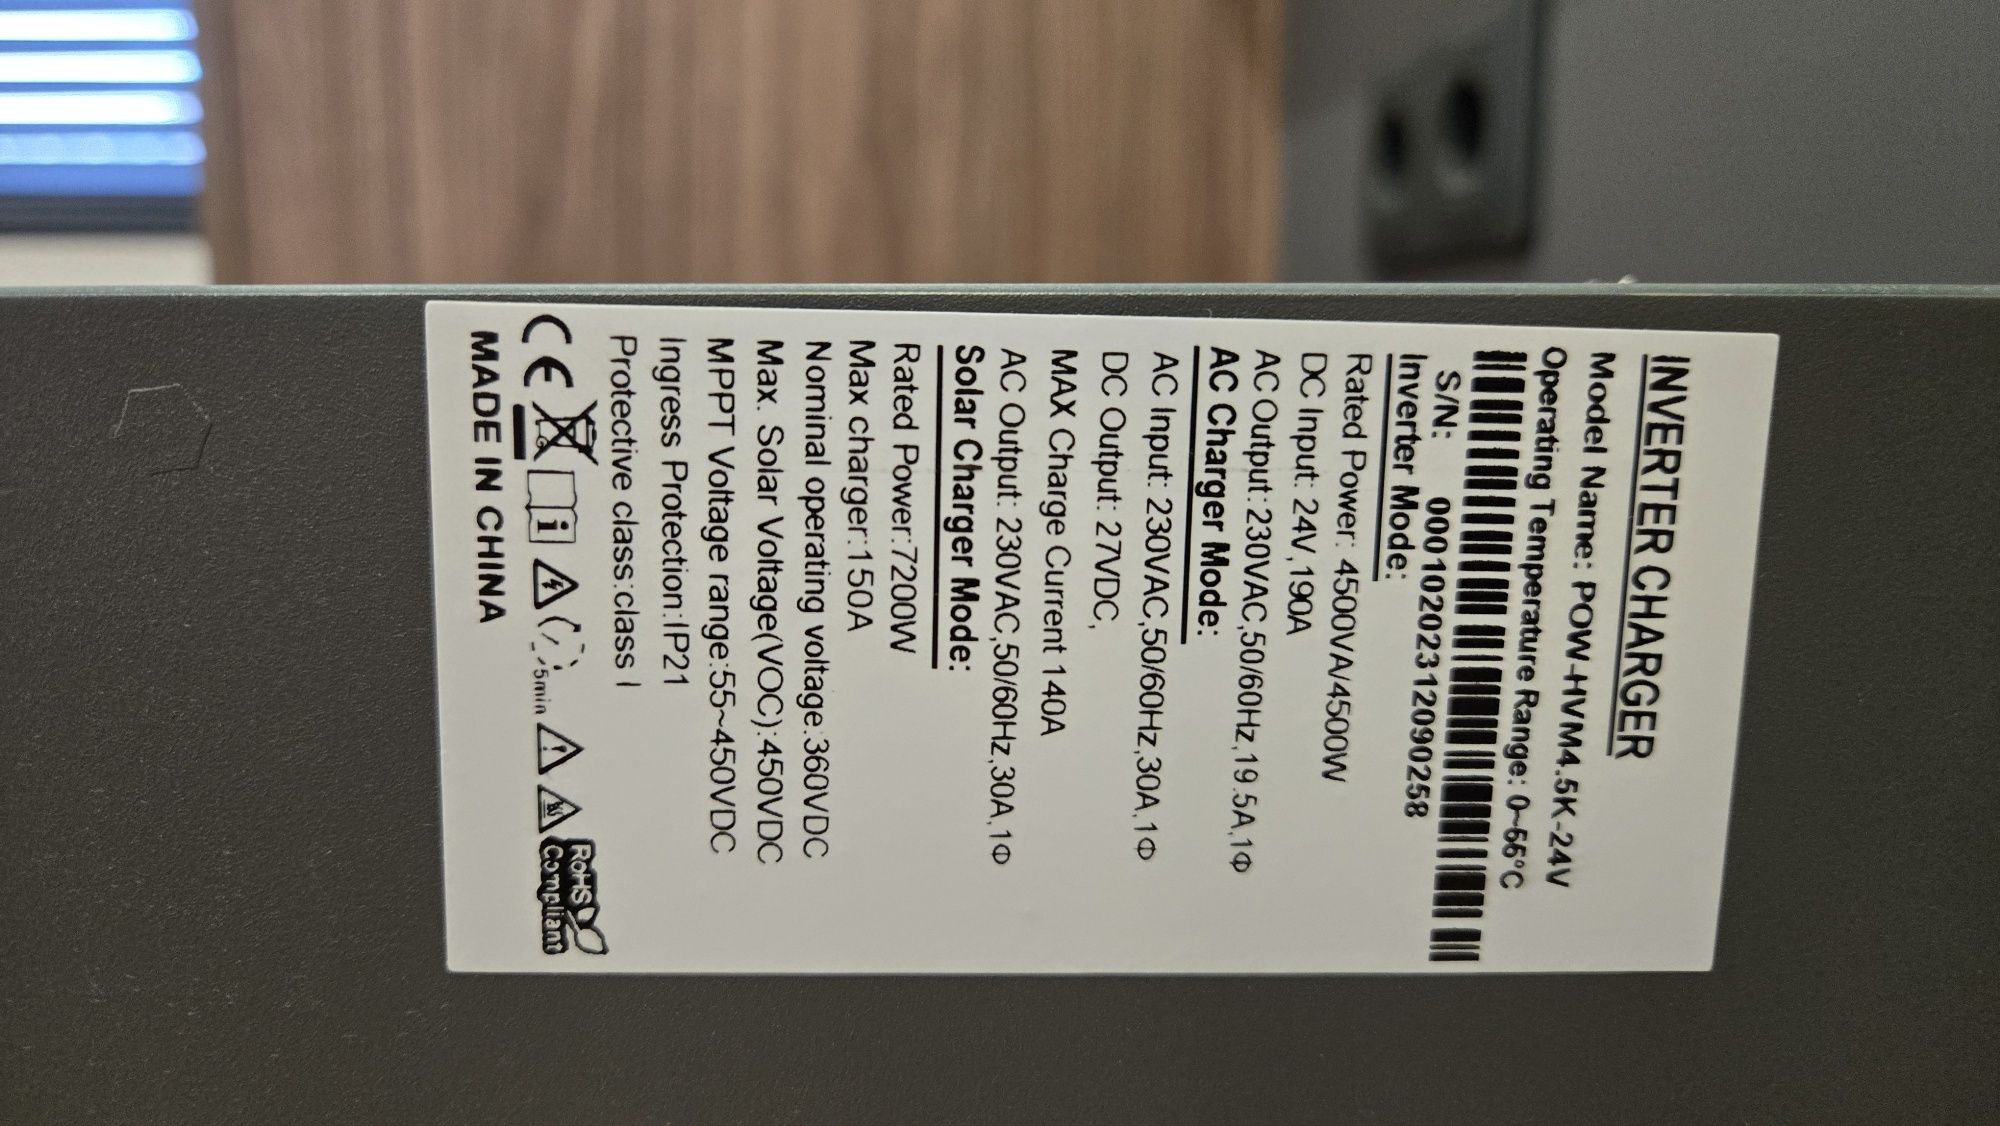 INVERTER CHARGER
Model Name: POW-HVM4.5K-24V
Operating Temperature Range: 0~55°C
S/N: 00010202312090258
Inverter Mode:
Rated Power: 4500VA/4500W
DC Input: 24V,190A
AC Output:230VAC,50/60Hz,19.5A,1Φ
AC Charger Mode:
AC Input: 230VAC,50/60Hz,30A,1Φ
DC Output: 27VDC,
MAX Charge Current 140A
AC Output: 230VAC,50/60Hz,30A,1Φ
Solar Charger Mode:
Rated Power:7200W
Max charger:150A
Nominal operating voltage:360VDC
Max. Solar Voltage(VOC):450VDC
MPPT Voltage range:55~450VDC
Ingress Protection:IP21
Protective class:class I
CE i 5min RoHS
Compliant
MADE IN CHINA